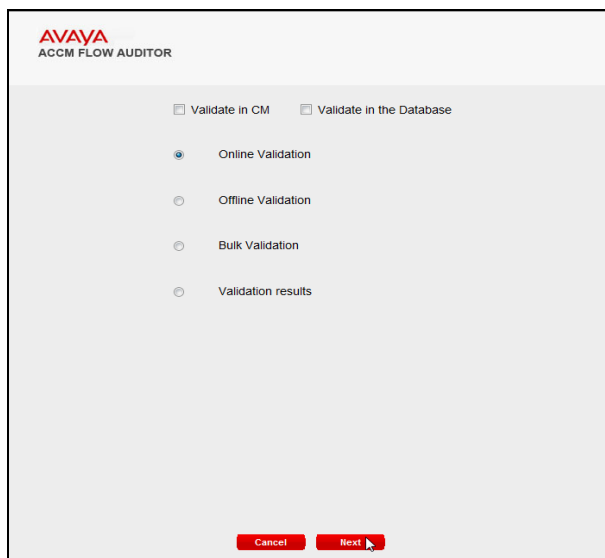 AVAYA
ACCM FLOW AUDITOR
Validate in CM Validate in the Database
Online Validation
Offline Validation
Bulk Validation
Validation results
Cancel Next